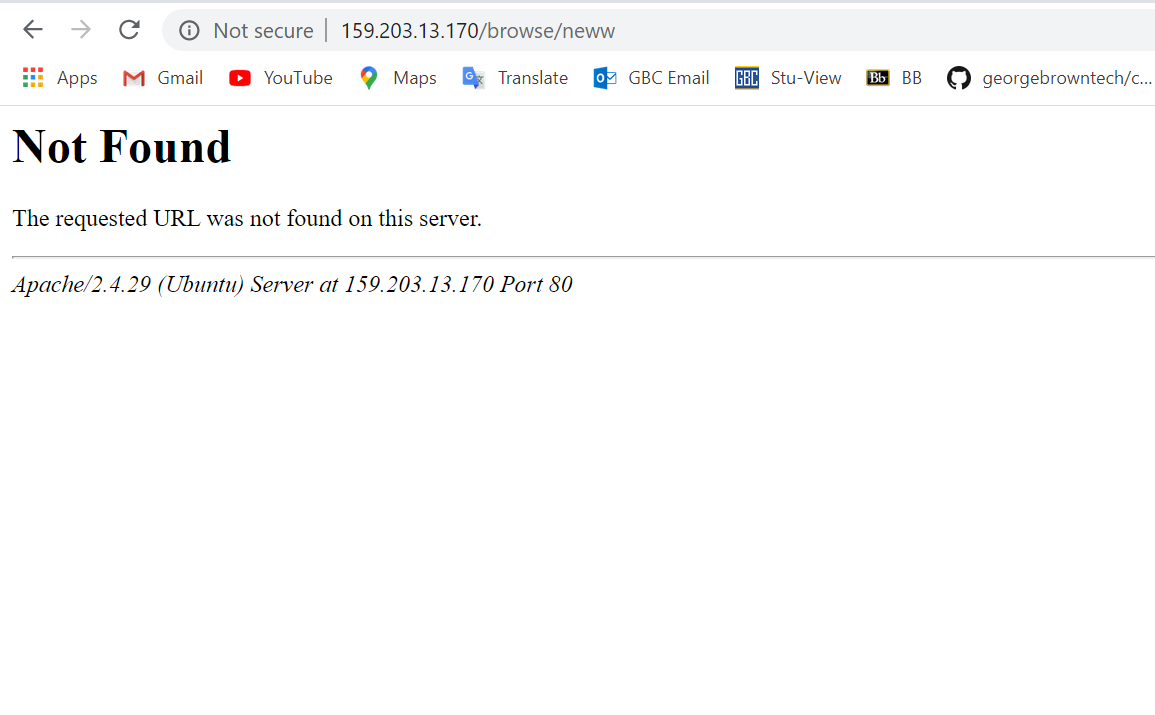 Not secure | 159.203.13.170/browse/neww
Apps Gmail YouTube Maps Translate GBC Email GBC Stu-View Bb BB georgebrowntech/c...
Not Found
The requested URL was not found on this server.
Apache/2.4.29 (Ubuntu) Server at 159.203.13.170 Port 80